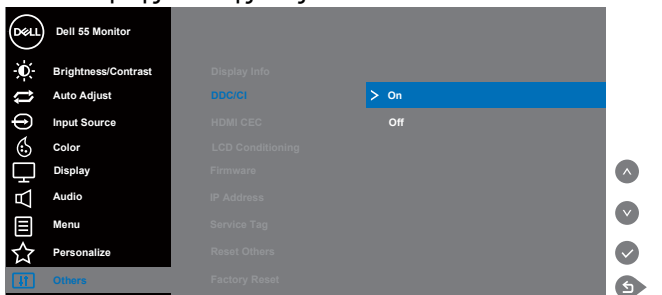 DELL
Dell 55 Monitor
Brightness/Contrast
Auto Adjust
Input Source
Color
Display
Audio
Menu
Personalize
Others
Display Info
DDC/CI
HDMI CEC
LCD Conditioning
Firmware
IP Address
Service Tag
Reset Others
Factory Reset
> On
Off